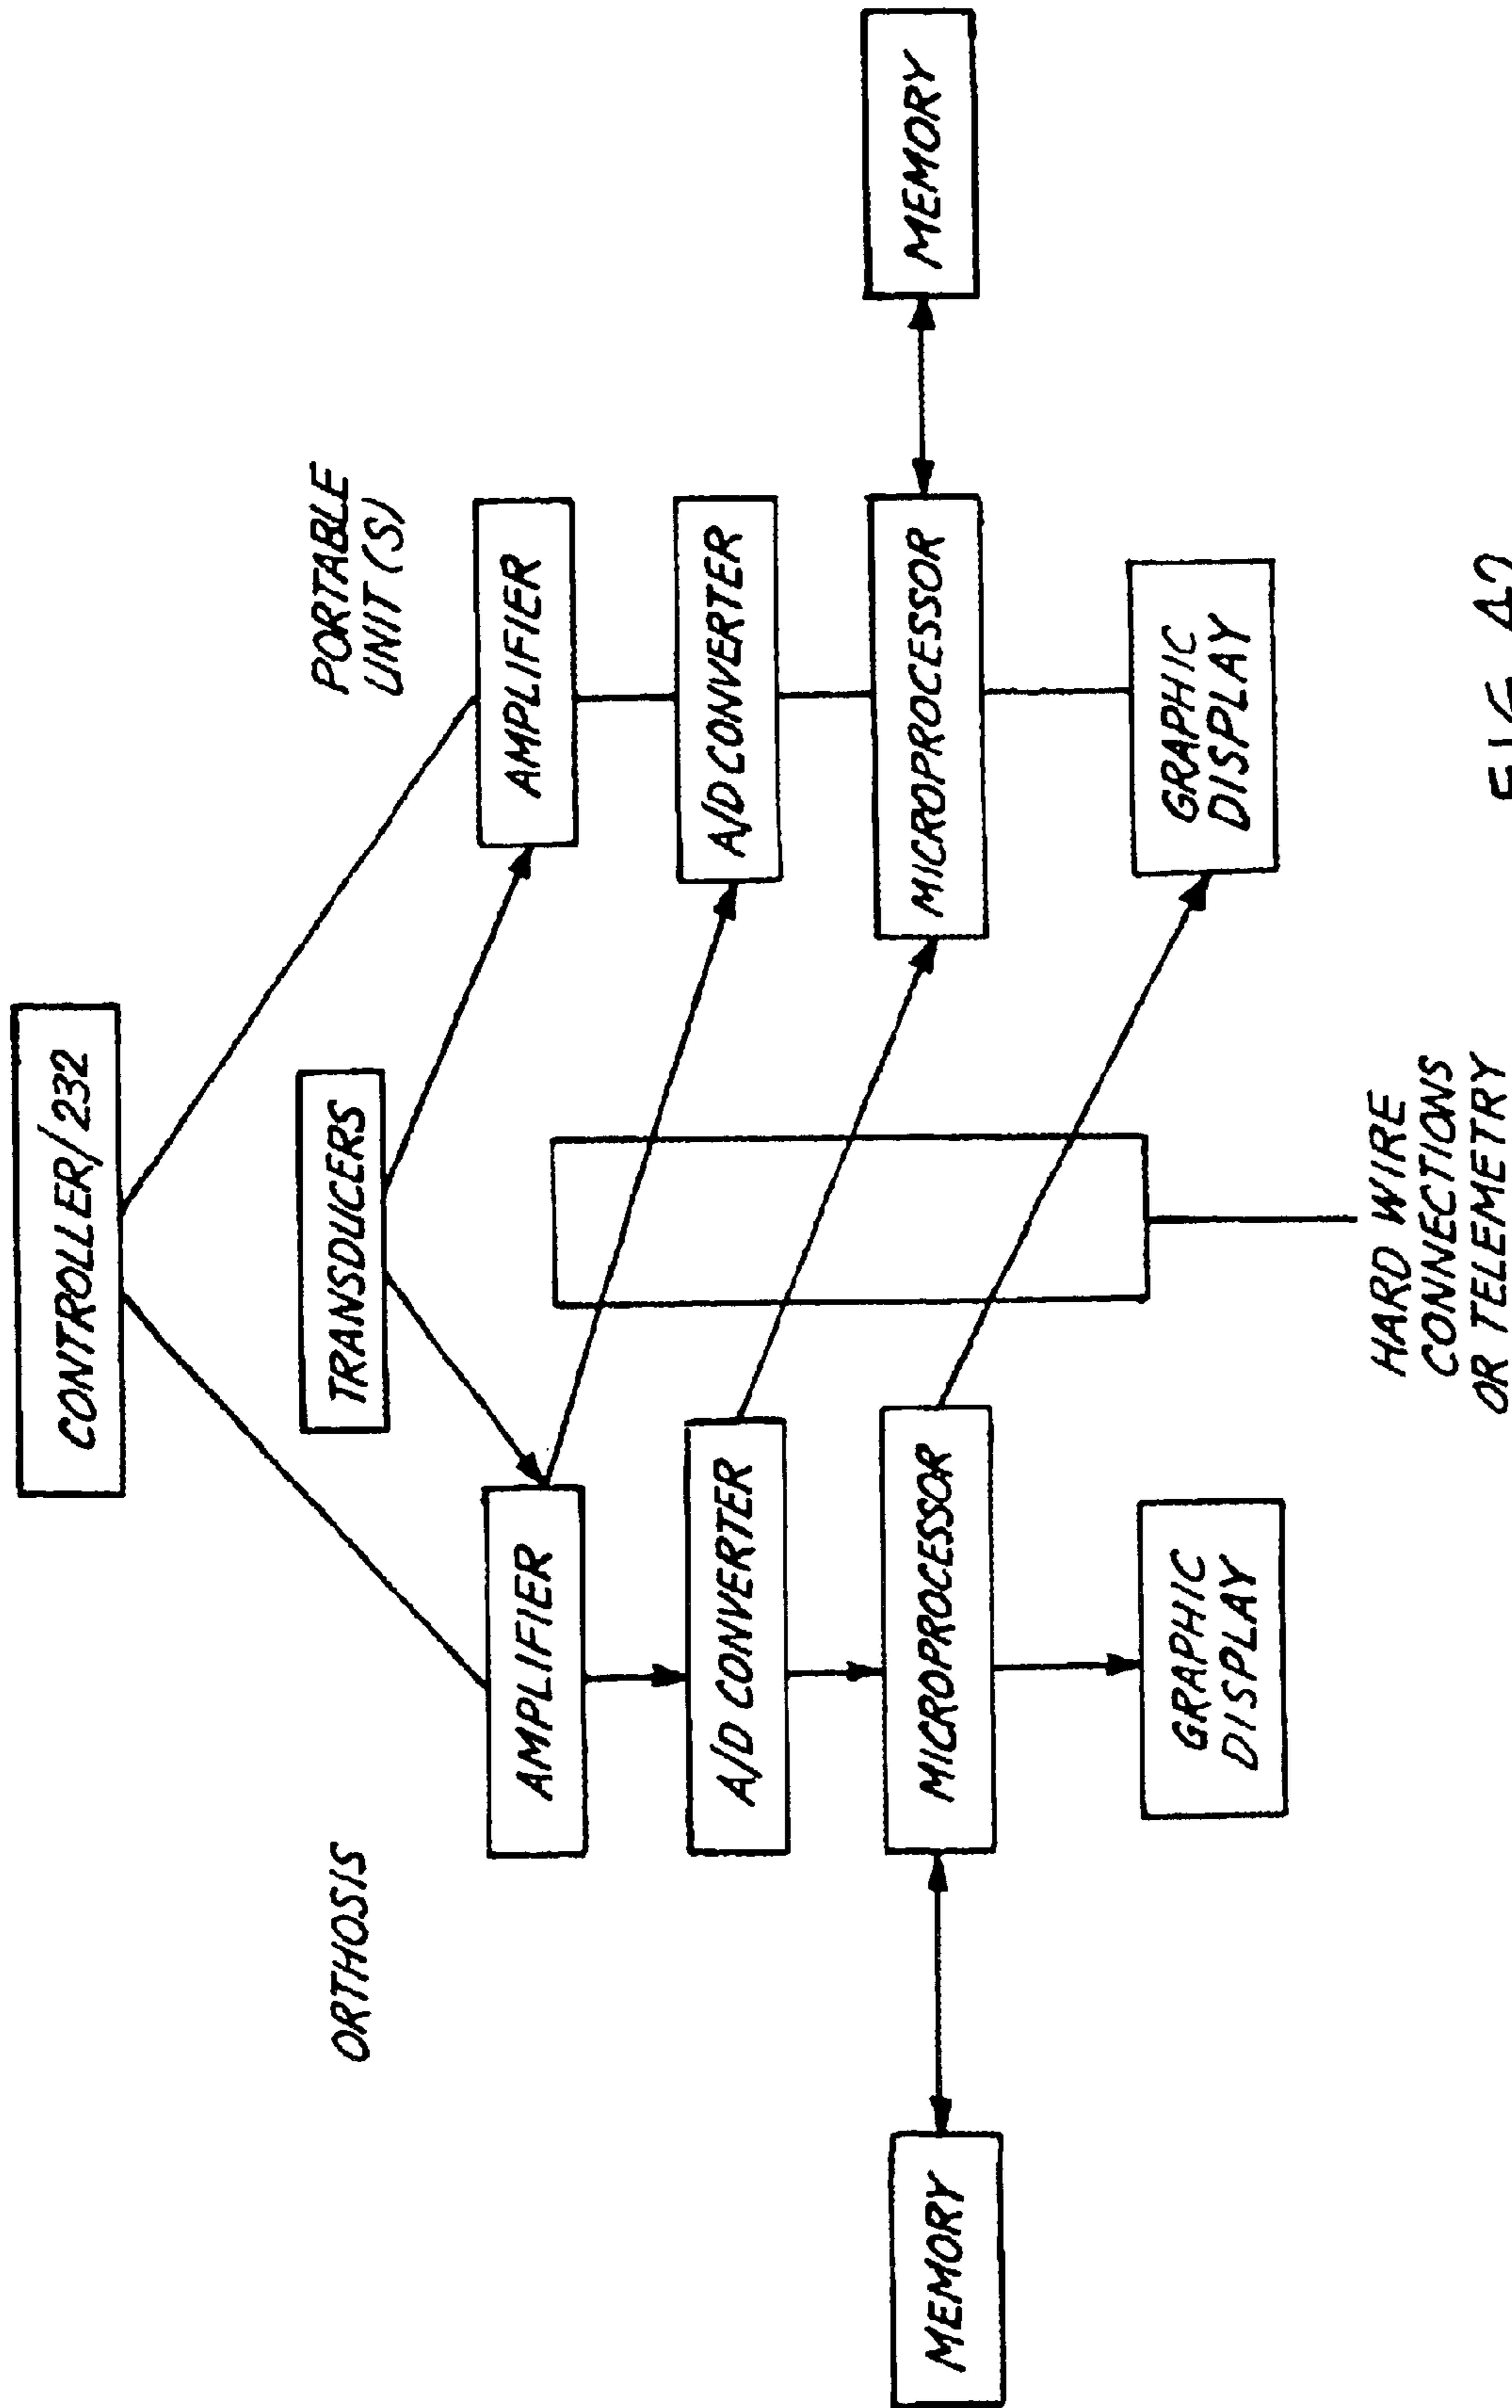 CONTROLLER/232
ORTHOSIS
TRANSDUCERS
PORTABLE
UNIT(S)
AMPLIFIER
AMPLIFIER
A/D CONVERTER
A/D CONVERTER
MEMORY
MICROPROCESSOR
MICROPROCESSOR
MEMORY
GRAPHIC
DISPLAY
GRAPHIC
DISPLAY
HARD WIRE
CONNECTIONS
OR TELEMETRY